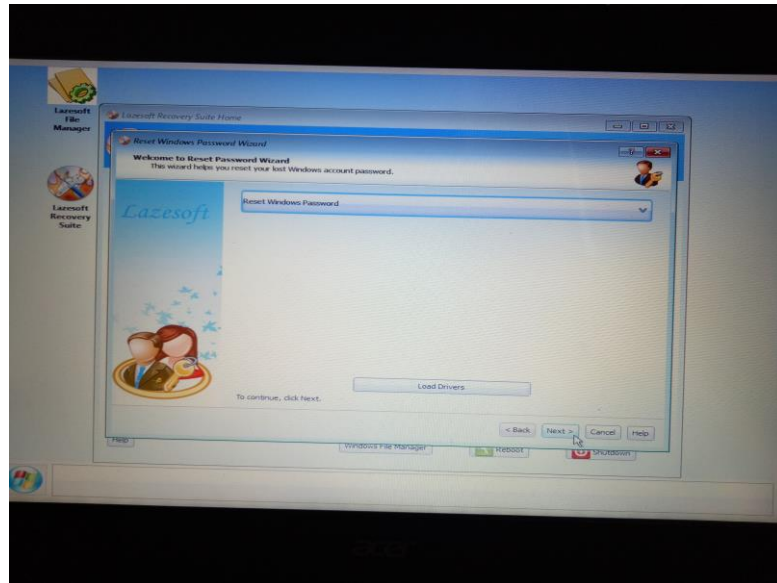 Lazesoft
File
Manager
Lazesoft
Recovery
Suite
Lazesoft Recovery Suite Home
Reset Windows Password Wizard
Welcome to Reset Password Wizard
This wizard helps you reset your lost Windows account password.
Lazesoft
Reset Windows Password
Load Drivers
To continue, click Next.
< Back
Next >
Cancel
Help
Help
Windows File Manager
Reboot
Shutdown
acer